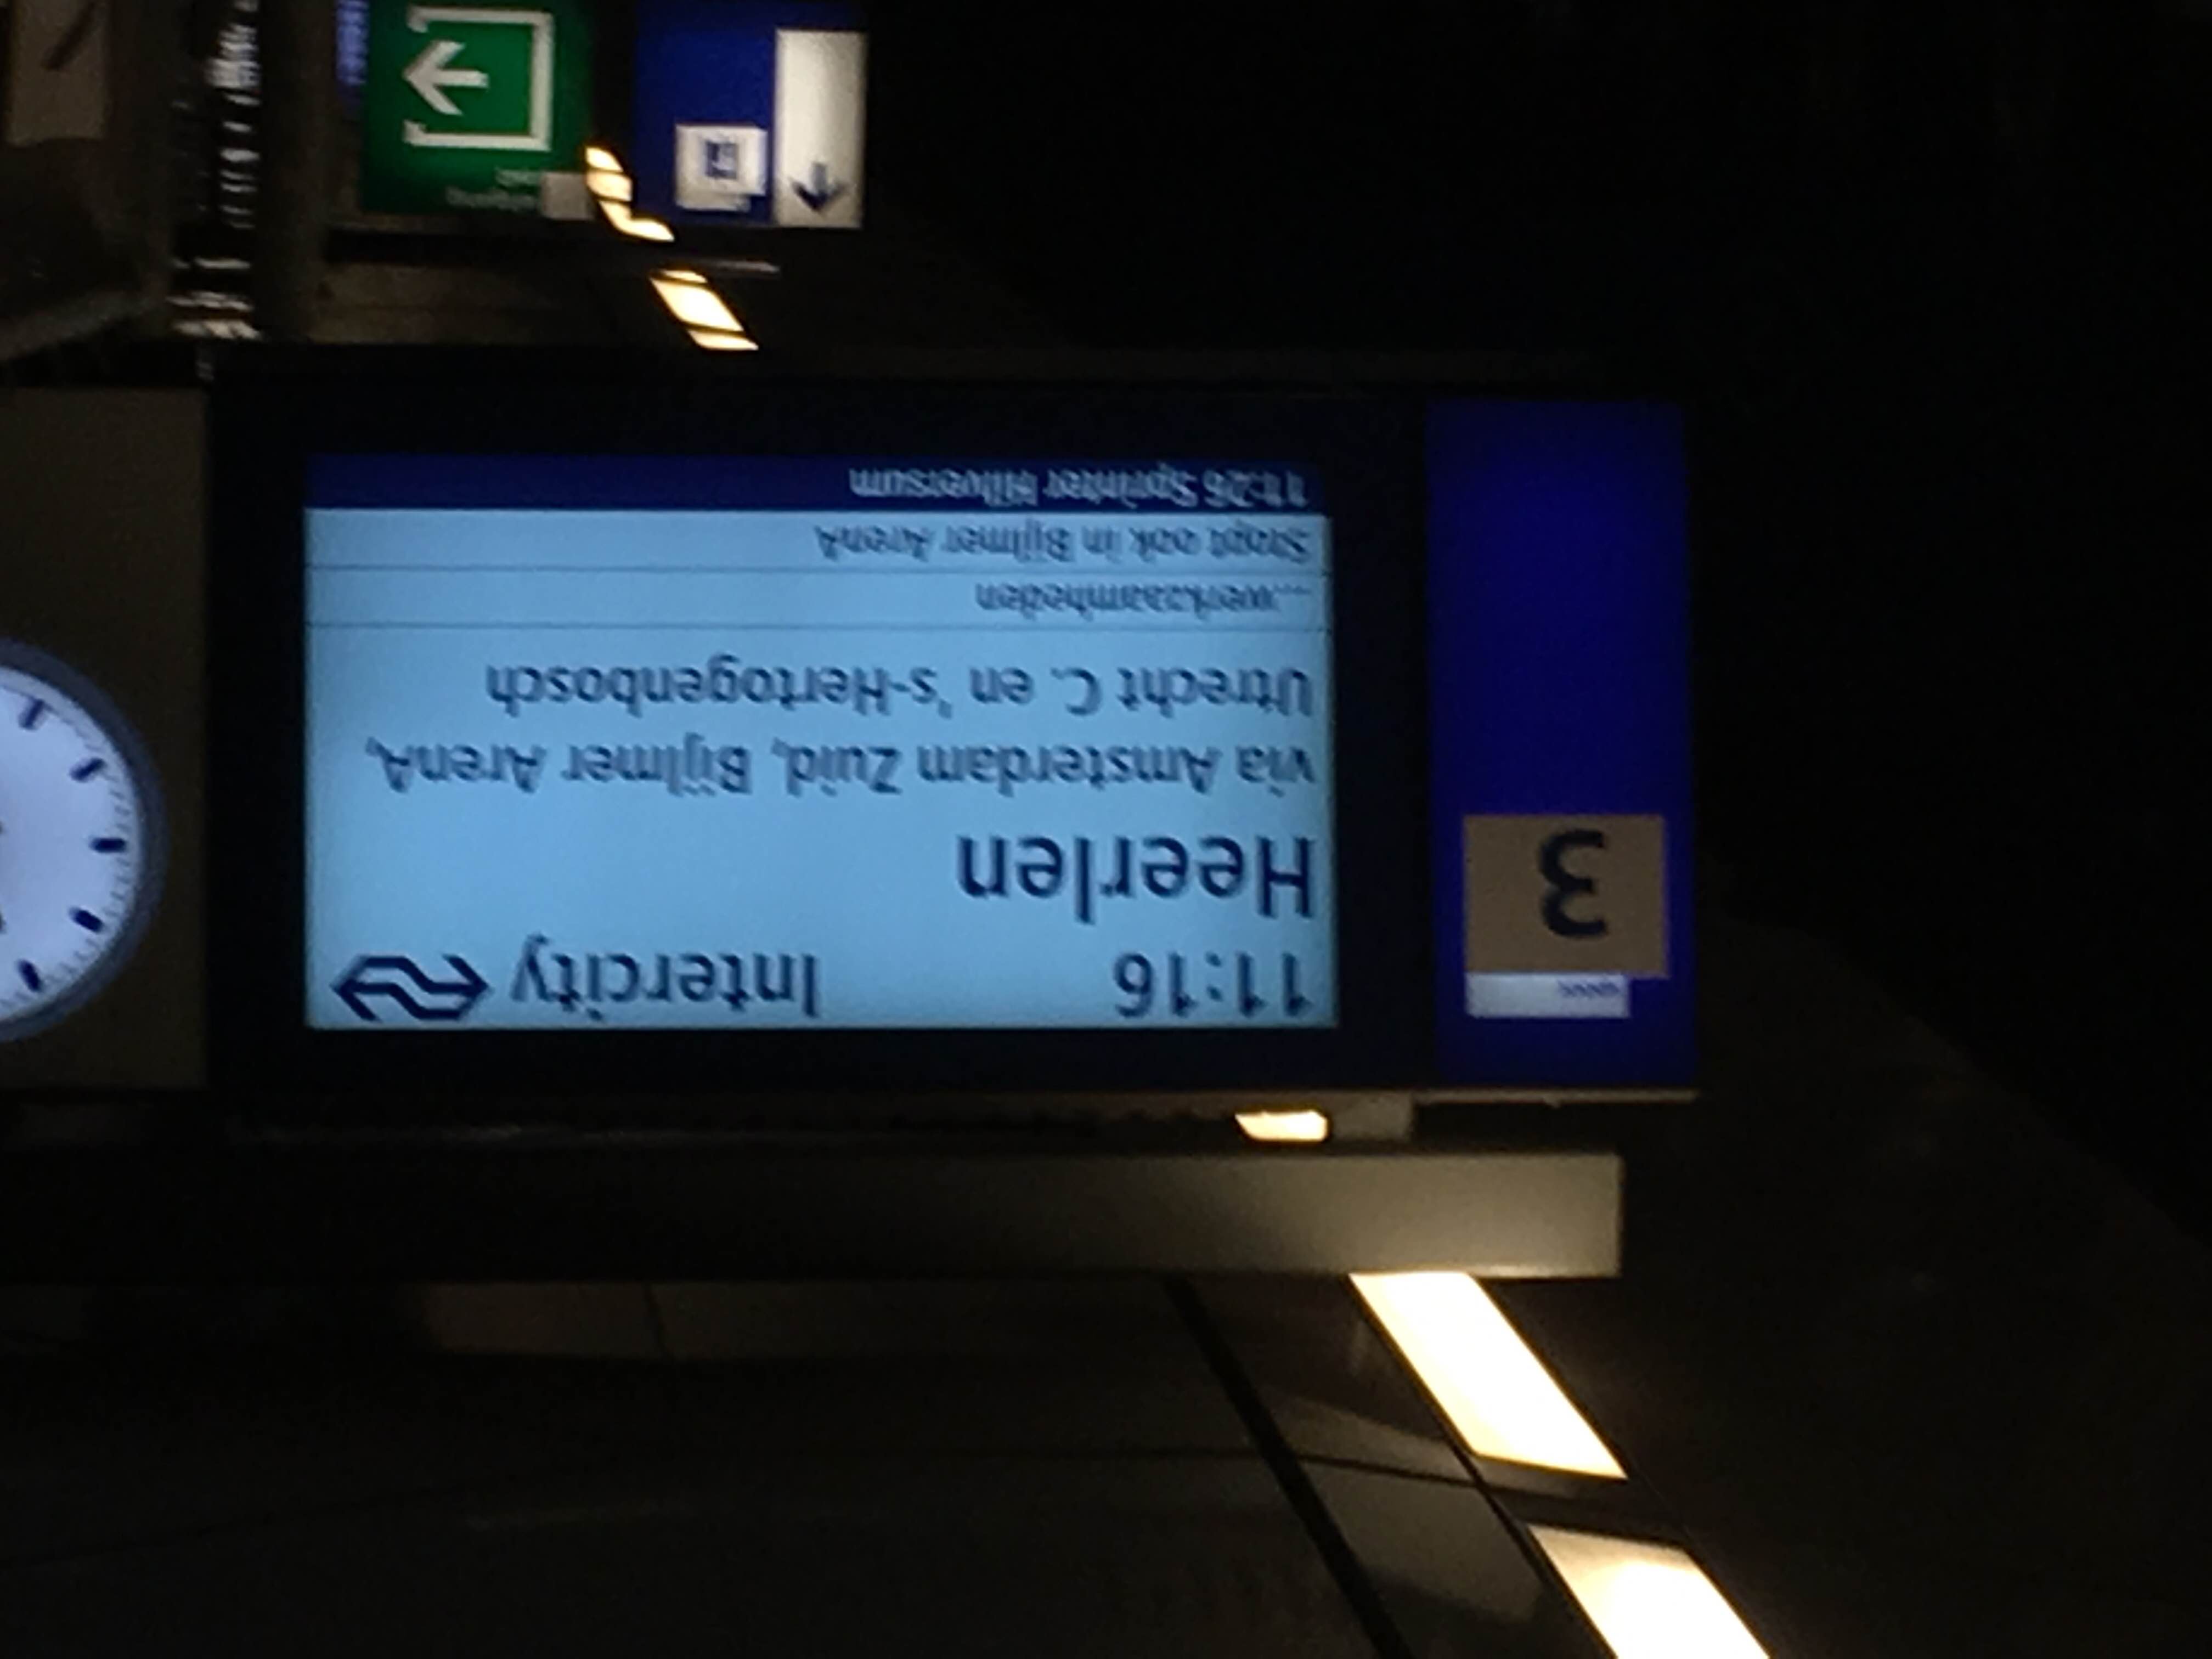 3
11:16 Intercity
Heerlen
via Amsterdam Zuid, Bijlmer ArenA,
Utrecht C. en 's-Hertogenbosch
...werkzaamheden
Stopt ook in Bijlmer ArenA
11:26 Sprinter Hilversum